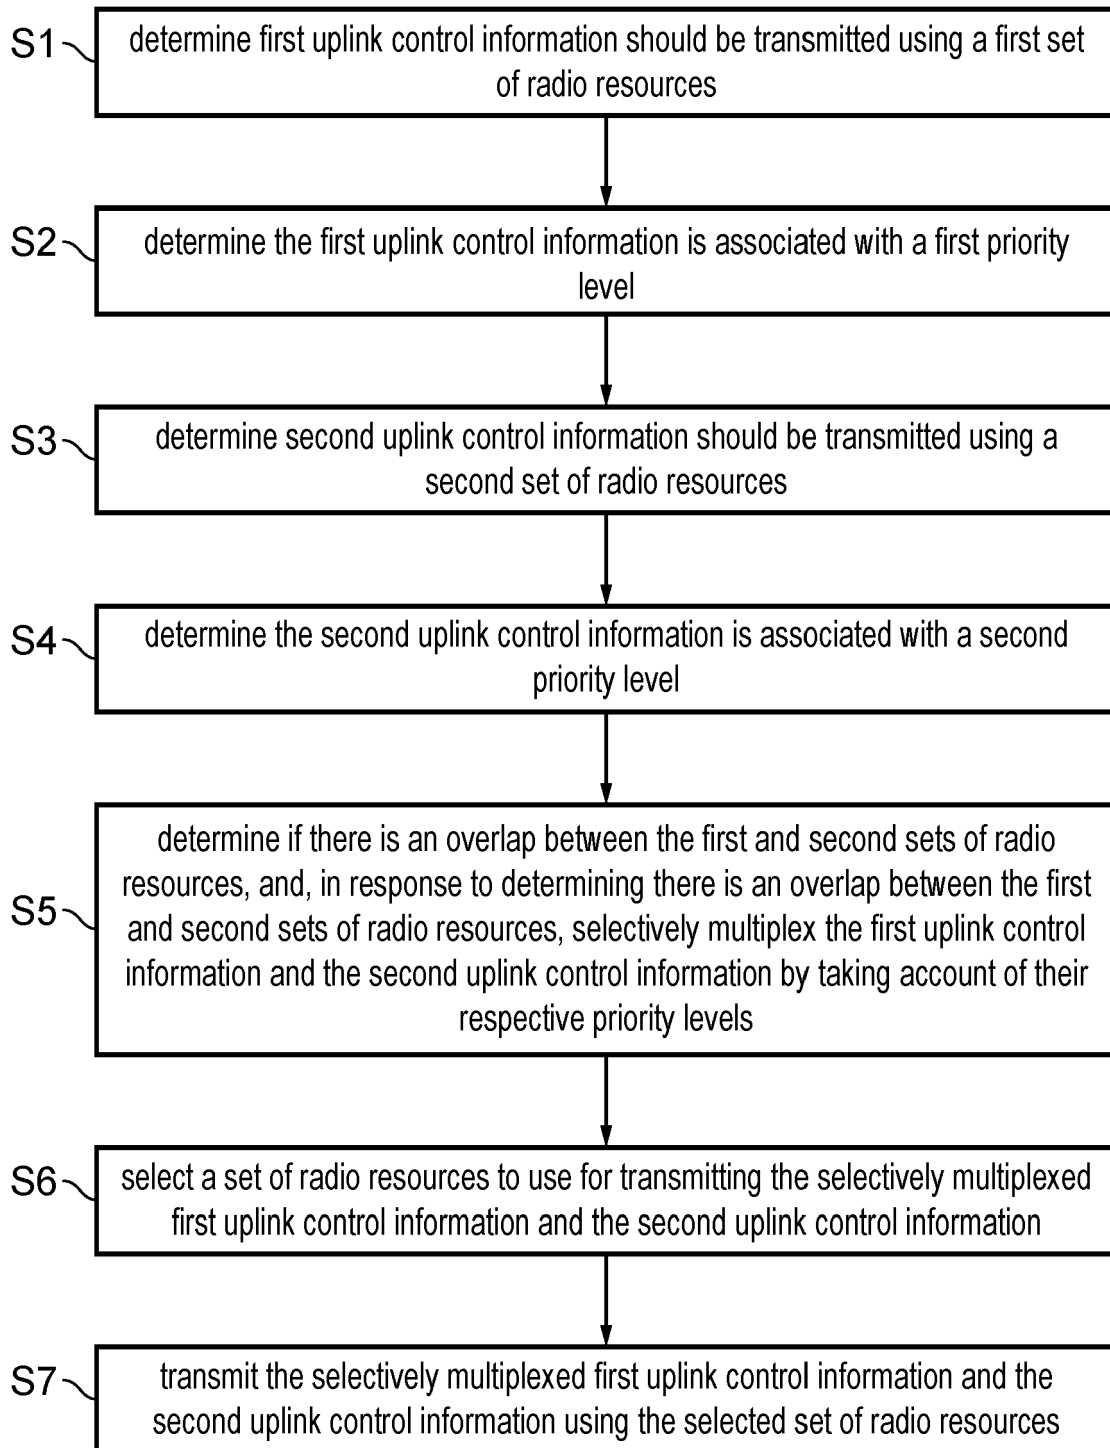 S1
determine first uplink control information should be transmitted using a first set
of radio resources
S2
determine the first uplink control information is associated with a first priority
level
S3
determine second uplink control information should be transmitted using a
second set of radio resources
S4
determine the second uplink control information is associated with a second
priority level
S5
determine if there is an overlap between the first and second sets of radio
resources, and, in response to determining there is an overlap between the first
and second sets of radio resources, selectively multiplex the first uplink control
information and the second uplink control information by taking account of their
respective priority levels
S6
select a set of radio resources to use for transmitting the selectively multiplexed
first uplink control information and the second uplink control information
S7
transmit the selectively multiplexed first uplink control information and the
second uplink control information using the selected set of radio resources